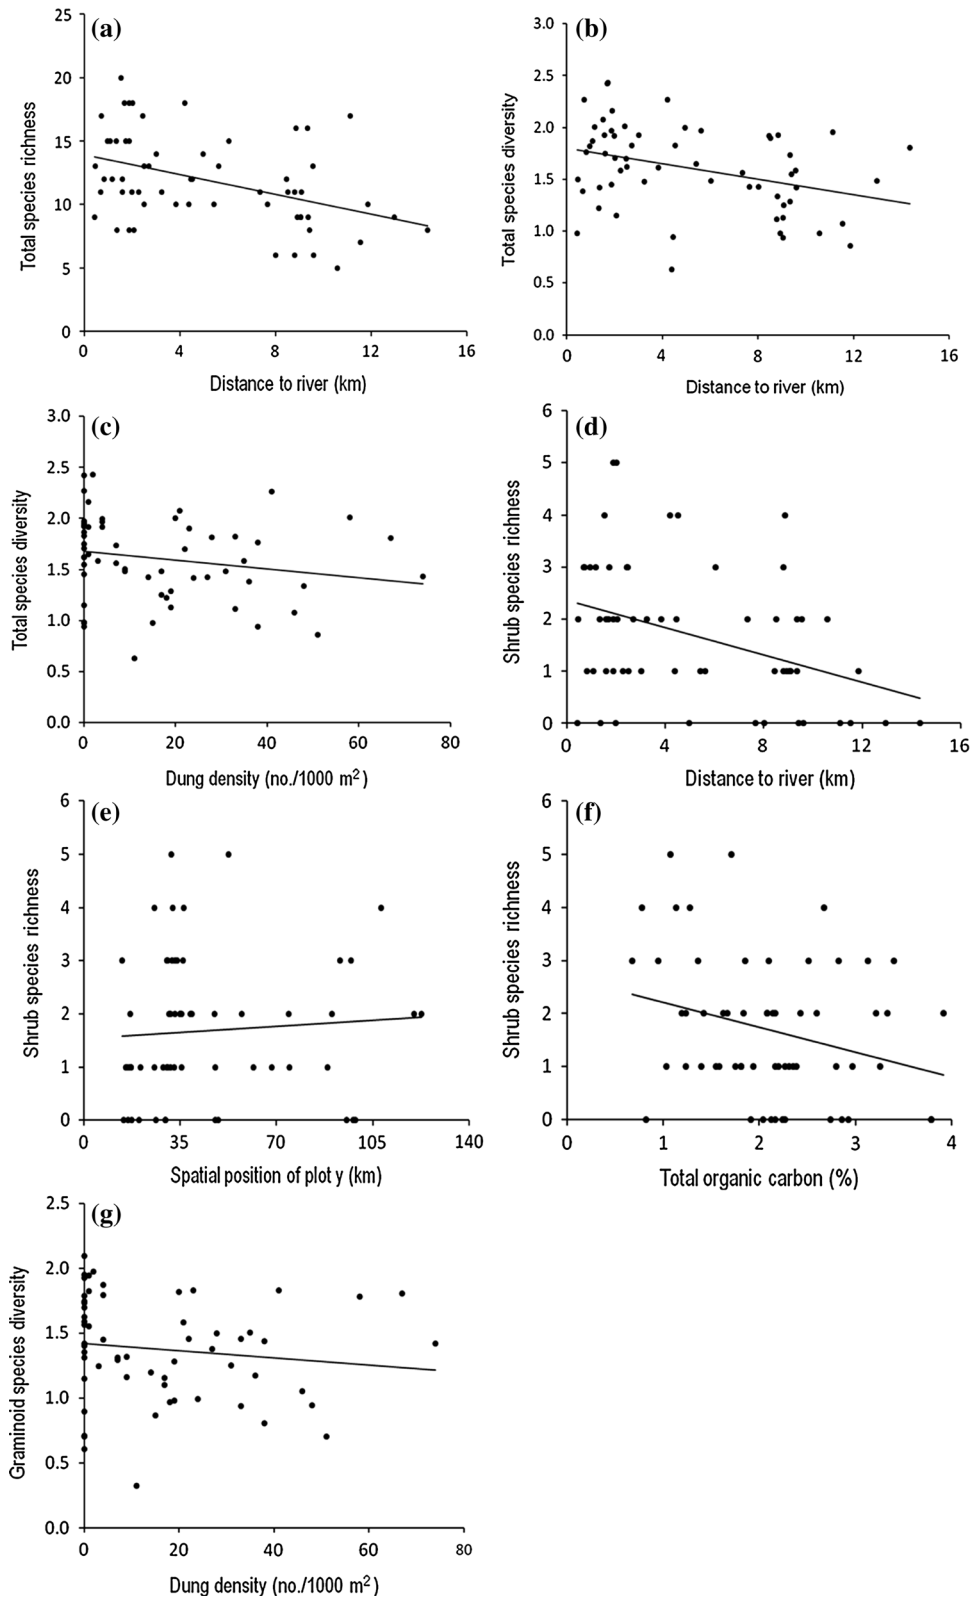 (a)
25
20
15
10
5
0
Total species richness
0 4 8 12 16
Distance to river (km)
(b)
3.0
2.5
2.0
1.5
1.0
0.5
0.0
Total species diversity
0 4 8 12 16
Distance to river (km)
(c)
3.0
2.5
2.0
1.5
1.0
0.5
0.0
Total species diversity
0 20 40 60 80
Dung density (no./1000 m²)
(d)
6
5
4
3
2
1
0
Shrub species richness
0 4 8 12 16
Distance to river (km)
(e)
6
5
4
3
2
1
0
Shrub species richness
0 35 70 105 140
Spatial position of plot y (km)
(f)
6
5
4
3
2
1
0
Shrub species richness
0 1 2 3 4
Total organic carbon (%)
(g)
2.5
2.0
1.5
1.0
0.5
0.0
Graminoid species diversity
0 20 40 60 80
Dung density (no./1000 m²)